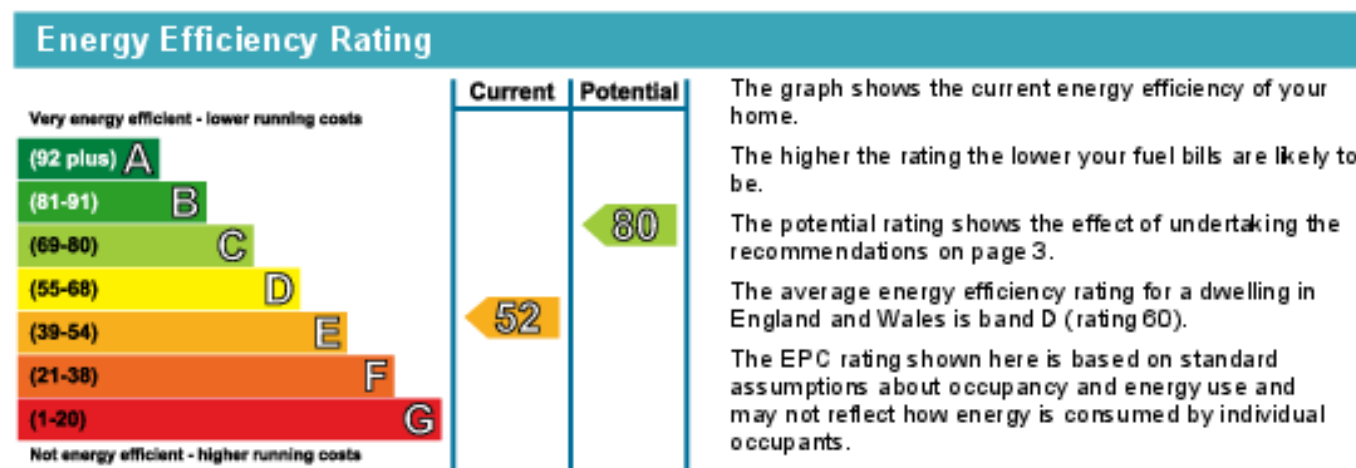 Energy Efficiency Rating
Current Potential
Very energy efficient - lower running costs
(92 plus) A
(81-91) B
(69-80) C
80
(55-68) D
(39-54) E
52
(21-38) F
(1-20) G
Not energy efficient - higher running costs
The graph shows the current energy efficiency of your
home.
The higher the rating the lower your fuel bills are likely to
be.
The potential rating shows the effect of undertaking the
recommendations on page 3.
The average energy efficiency rating for a dwelling in
England and Wales is band D (rating 60).
The EPC rating shown here is based on standard
assumptions about occupancy and energy use and
may not reflect how energy is consumed by individual
occupants.